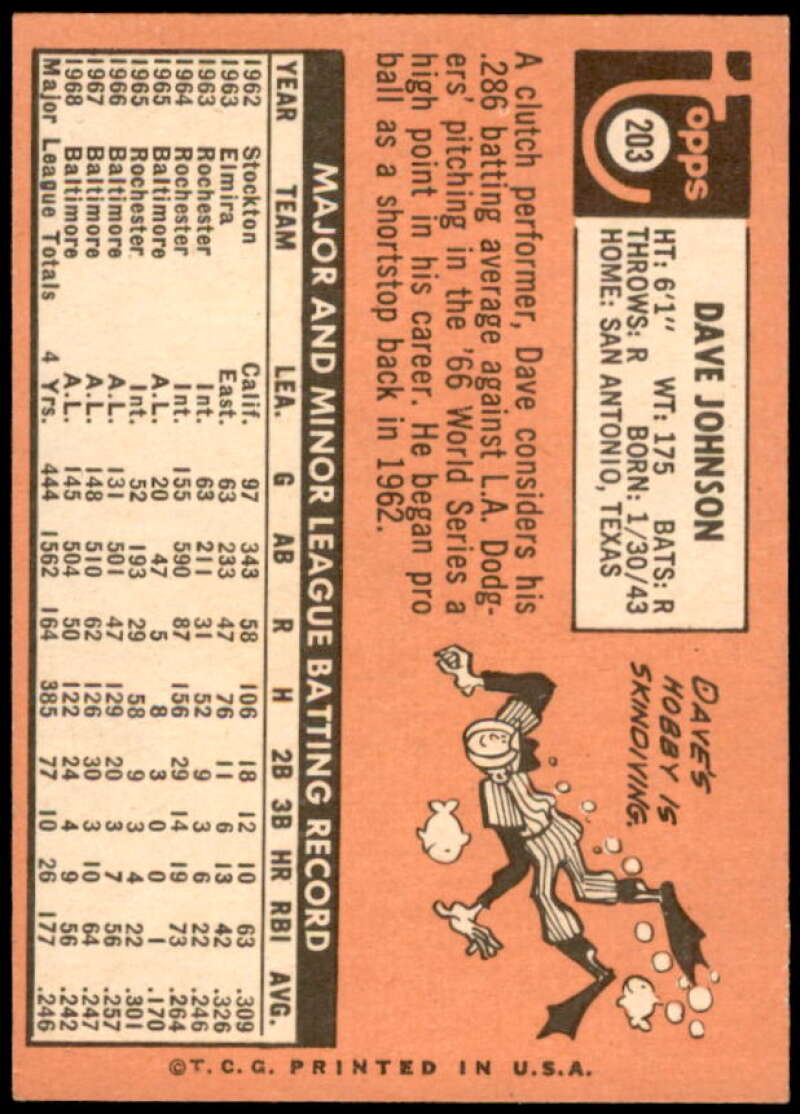 Topps
203
DAVE JOHNSON
HT: 6'1" WT: 175 BATS: R
THROWS: R BORN: 1/30/43
HOME: SAN ANTONIO, TEXAS
A clutch performer, Dave considers his
.286 batting average against L.A. Dodg-
ers' pitching in the '66 World Series a
high point in his career. He began pro
ball as a shortstop back in 1962.
DAVE'S
HOBBY IS
SKINDIVING.
MAJOR AND MINOR LEAGUE BATTING RECORD
YEAR TEAM LEA. G AB R H 2B 3B HR RBI AVG.
1962 Stockton Calif. 97 343 58 106 18 12 10 63 .309
1963 Elmira East. 63 233 47 76 11 6 13 42 .326
1963 Rochester Int. 63 211 31 52 9 3 6 22 .246
1964 Rochester Int. 155 590 87 156 29 14 19 73 .264
1965 Baltimore A.L. 20 47 5 8 3 0 0 1 .170
1965 Rochester Int. 52 193 29 58 9 3 4 22 .301
1966 Baltimore A.L. 131 501 47 129 20 3 7 56 .257
1967 Baltimore A.L. 148 510 62 126 30 3 10 64 .247
1968 Baltimore A.L. 145 504 50 122 24 4 9 56 .242
Major League Totals 4 Yrs. 444 1562 164 385 77 10 26 177 .246
©T.C.G. PRINTED IN U.S.A.